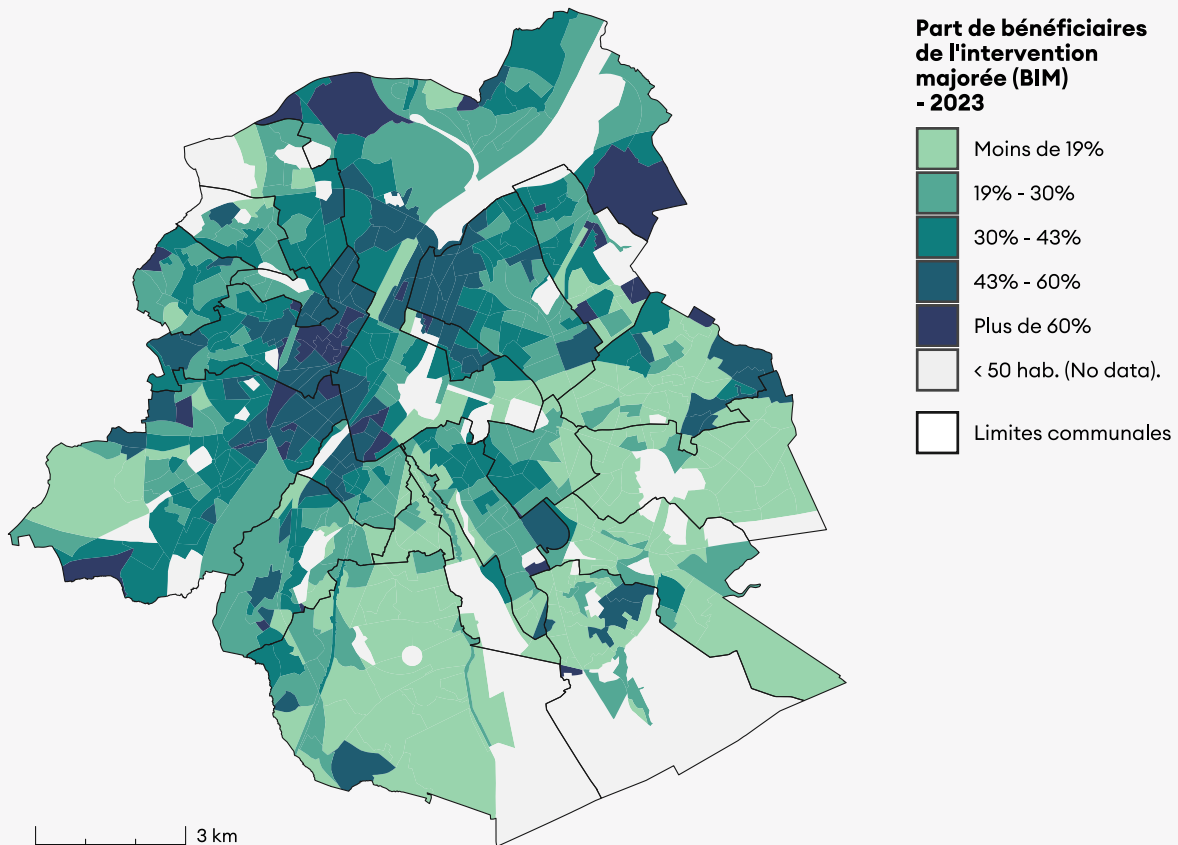 Part de bénéficiaires
de l'intervention
majorée (BIM)
- 2023
Moins de 19%
19% - 30%
30% - 43%
43% - 60%
Plus de 60%
< 50 hab. (No data).
Limites communales
3 km